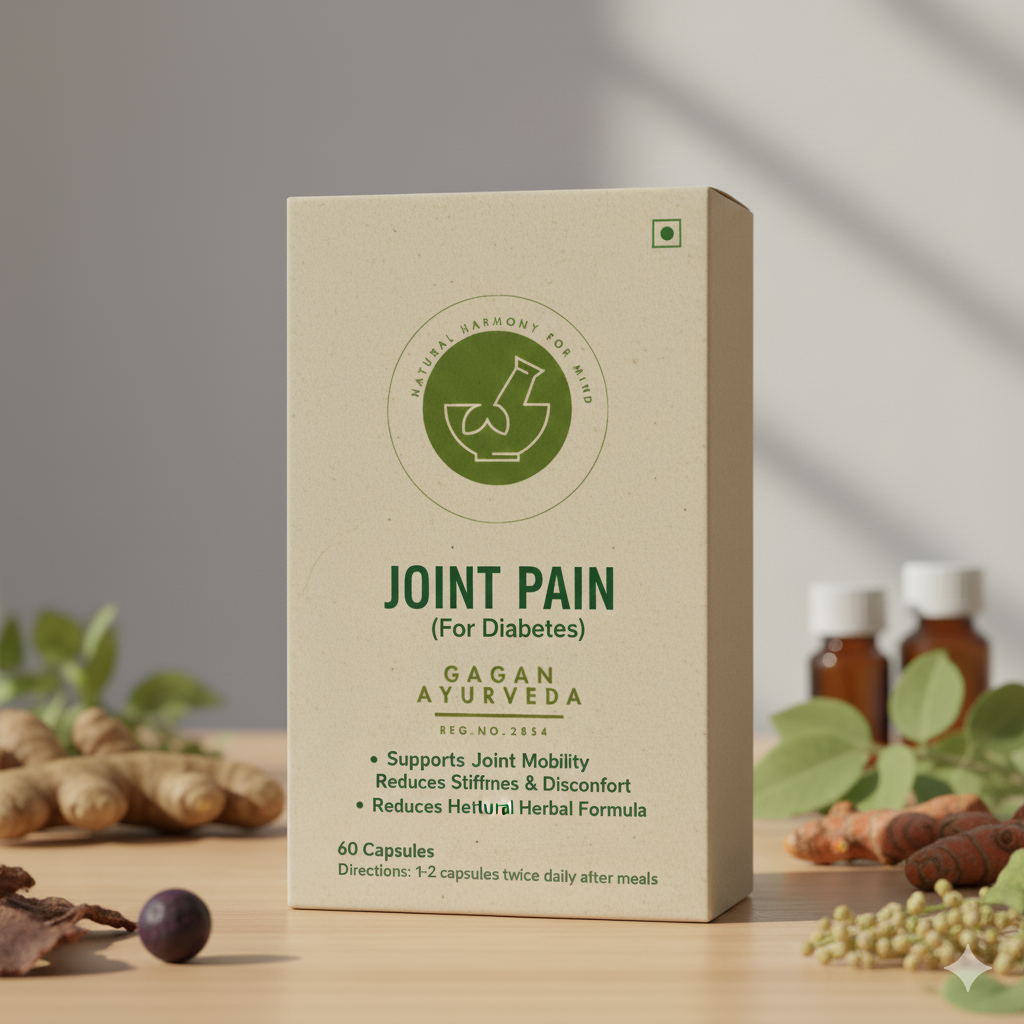 NATURAL HARMONY FOR MIND
JOINT PAIN
(For Diabetes)
GAGAN
AYURVEDA
REG.NO.2854
• Supports Joint Mobility
Reduces Stiffmes & Disconfort
• Reduces Herbal Formula
60 Capsules
Directions: 1-2 capsules twice daily after meals